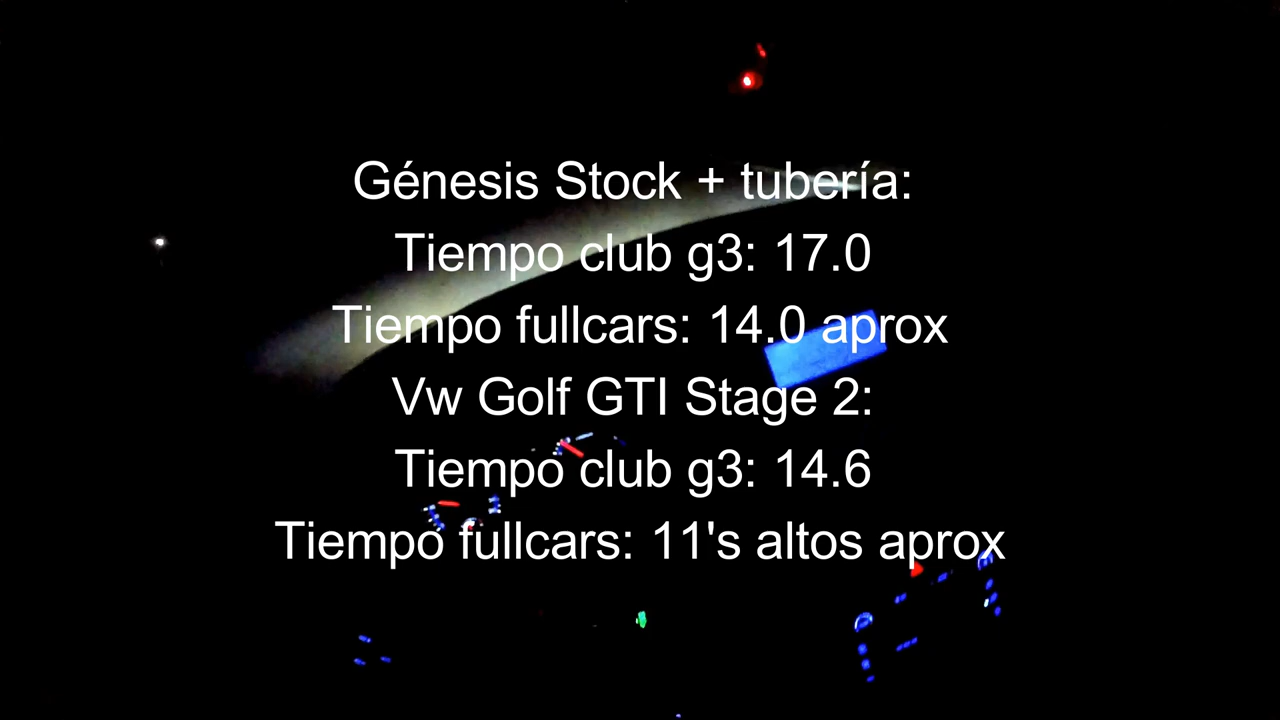 Génesis Stock + tubería:
Tiempo club g3: 17.0
Tiempo fullcars: 14.0 aprox
Vw Golf GTI Stage 2:
Tiempo club g3: 14.6
Tiempo fullcars: 11's altos aprox